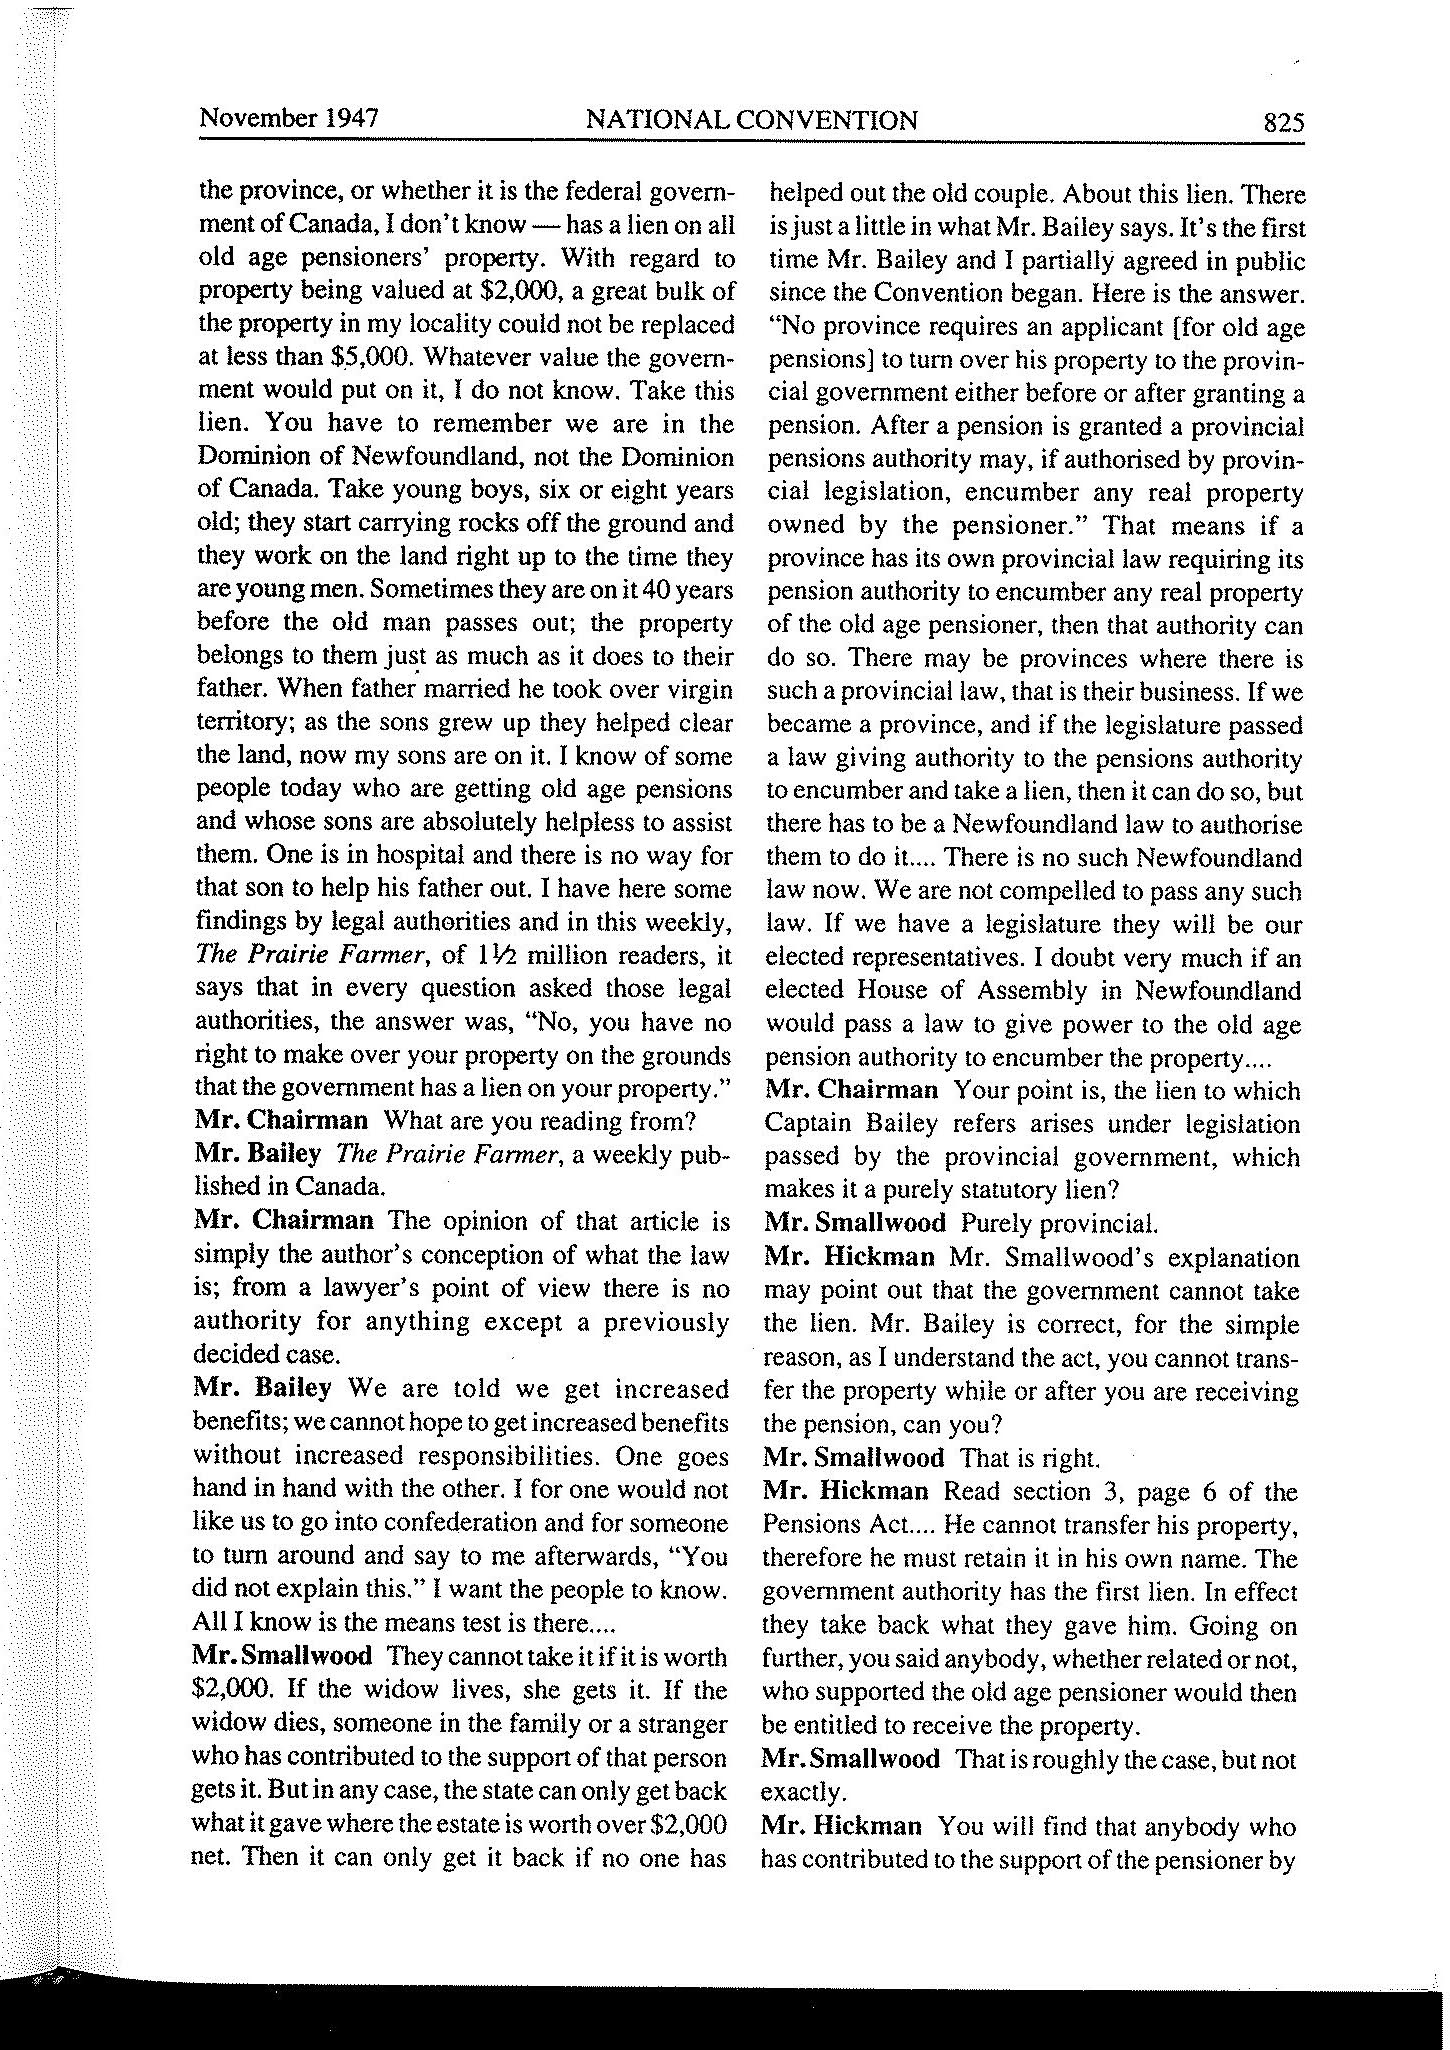 November 1947 NATIONAL CONVENTION 825
the province, or whether it is the federal govern-
ment of Canada, I don't know — has a lien on all
old age pensioners' property. With regard to
property being valued at $2,000, a great bulk of
the property in my locality could not be replaced
at less than $5,000. Whatever value the govern-
ment would put on it, I do not know. Take this
lien. You have to remember we are in the
Dominion of Newfoundland, not the Dominion
of Canada. Take young boys, six or eight years
old; they start carrying rocks off the ground and
they work on the land right up to the time they
are young men. Sometimes they are on it 40 years
before the old man passes out; the property
belongs to them just as much as it does to their
father. When father married he took over virgin
territory; as the sons grew up they helped clear
the land, now my sons are on it. I know of some
people today who are getting old age pensions
and whose sons are absolutely helpless to assist
them. One is in hospital and there is no way for
that son to help his father out. I have here some
findings by legal authorities and in this weekly,
The Prairie Farmer, of 1½ million readers, it
says that in every question asked those legal
authorities, the answer was, “No, you have no
right to make over your property on the grounds
that the government has a lien on your property.”
Mr. Chairman What are you reading from?
Mr. Bailey The Prairie Farmer, a weekly pub-
lished in Canada.
Mr. Chairman The opinion of that article is
simply the author's conception of what the law
is; from a lawyer's point of view there is no
authority for anything except a previously
decided case.
Mr. Bailey We are told we get increased
benefits; we cannot hope to get increased benefits
without increased responsibilities. One goes
hand in hand with the other. I for one would not
like us to go into confederation and for someone
to turn around and say to me afterwards, “You
did not explain this.” I want the people to know.
All I know is the means test is there....
Mr. Smallwood They cannot take it if it is worth
$2,000. If the widow lives, she gets it. If the
widow dies, someone in the family or a stranger
who has contributed to the support of that person
gets it. But in any case, the state can only get back
what it gave where the estate is worth over $2,000
net. Then it can only get it back if no one has
helped out the old couple. About this lien. There
is just a little in what Mr. Bailey says. It's the first
time Mr. Bailey and I partially agreed in public
since the Convention began. Here is the answer.
“No province requires an applicant [for old age
pensions] to turn over his property to the provin-
cial government either before or after granting a
pension. After a pension is granted a provincial
pensions authority may, if authorised by provin-
cial legislation, encumber any real property
owned by the pensioner.” That means if a
province has its own provincial law requiring its
pension authority to encumber any real property
of the old age pensioner, then that authority can
do so. There may be provinces where there is
such a provincial law, that is their business. If we
became a province, and if the legislature passed
a law giving authority to the pensions authority
to encumber and take a lien, then it can do so, but
there has to be a Newfoundland law to authorise
them to do it.... There is no such Newfoundland
law now. We are not compelled to pass any such
law. If we have a legislature they will be our
elected representatives. I doubt very much if an
elected House of Assembly in Newfoundland
would pass a law to give power to the old age
pension authority to encumber the property....
Mr. Chairman Your point is, the lien to which
Captain Bailey refers arises under legislation
passed by the provincial government, which
makes it a purely statutory lien?
Mr. Smallwood Purely provincial.
Mr. Hickman Mr. Smallwood's explanation
may point out that the government cannot take
the lien. Mr. Bailey is correct, for the simple
reason, as I understand the act, you cannot trans-
fer the property while or after you are receiving
the pension, can you?
Mr. Smallwood That is right.
Mr. Hickman Read section 3, page 6 of the
Pensions Act.... He cannot transfer his property,
therefore he must retain it in his own name. The
government authority has the first lien. In effect
they take back what they gave him. Going on
further, you said anybody, whether related or not,
who supported the old age pensioner would then
be entitled to receive the property.
Mr. Smallwood That is roughly the case, but not
exactly.
Mr. Hickman You will find that anybody who
has contributed to the support of the pensioner by